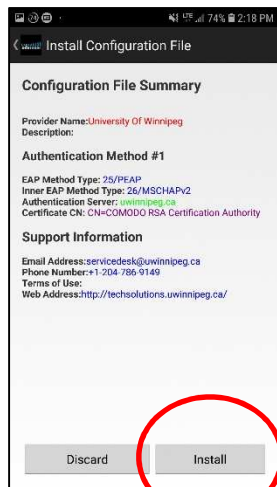 74% 2:18 PM
Install Configuration File
Configuration File Summary
Provider Name:University Of Winnipeg
Description:
Authentication Method #1
EAP Method Type: 25/PEAP
Inner EAP Method Type: 26/MSCHAPv2
Authentication Server: uwinnipeg.ca
Certificate CN: CN=COMODO RSA Certification Authority
Support Information
Email Address:servicedesk@uwinnipeg.ca
Phone Number:+1-204-786-9149
Terms of Use:
Web Address:http://techsolutions.uwinnipeg.ca/
Discard Install